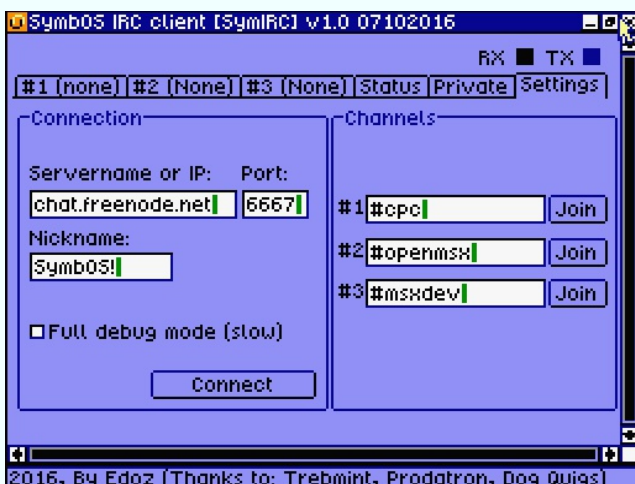 SymbOS IRC client [SymIRC] v1.0 07102016
RX TX
#1 (none) #2 (None) #3 (None) Status Private Settings
Connection
Servername or IP: Port:
chat.freenode.net 6667
Nickname:
SymbOS!
Full debug mode (slow)
Connect
Channels
#1 #cpc Join
#2 #openmsx Join
#3 #msxdev Join
2016, By Edoz (Thanks to: Trebmint, Prodatron, Dog Quigs)